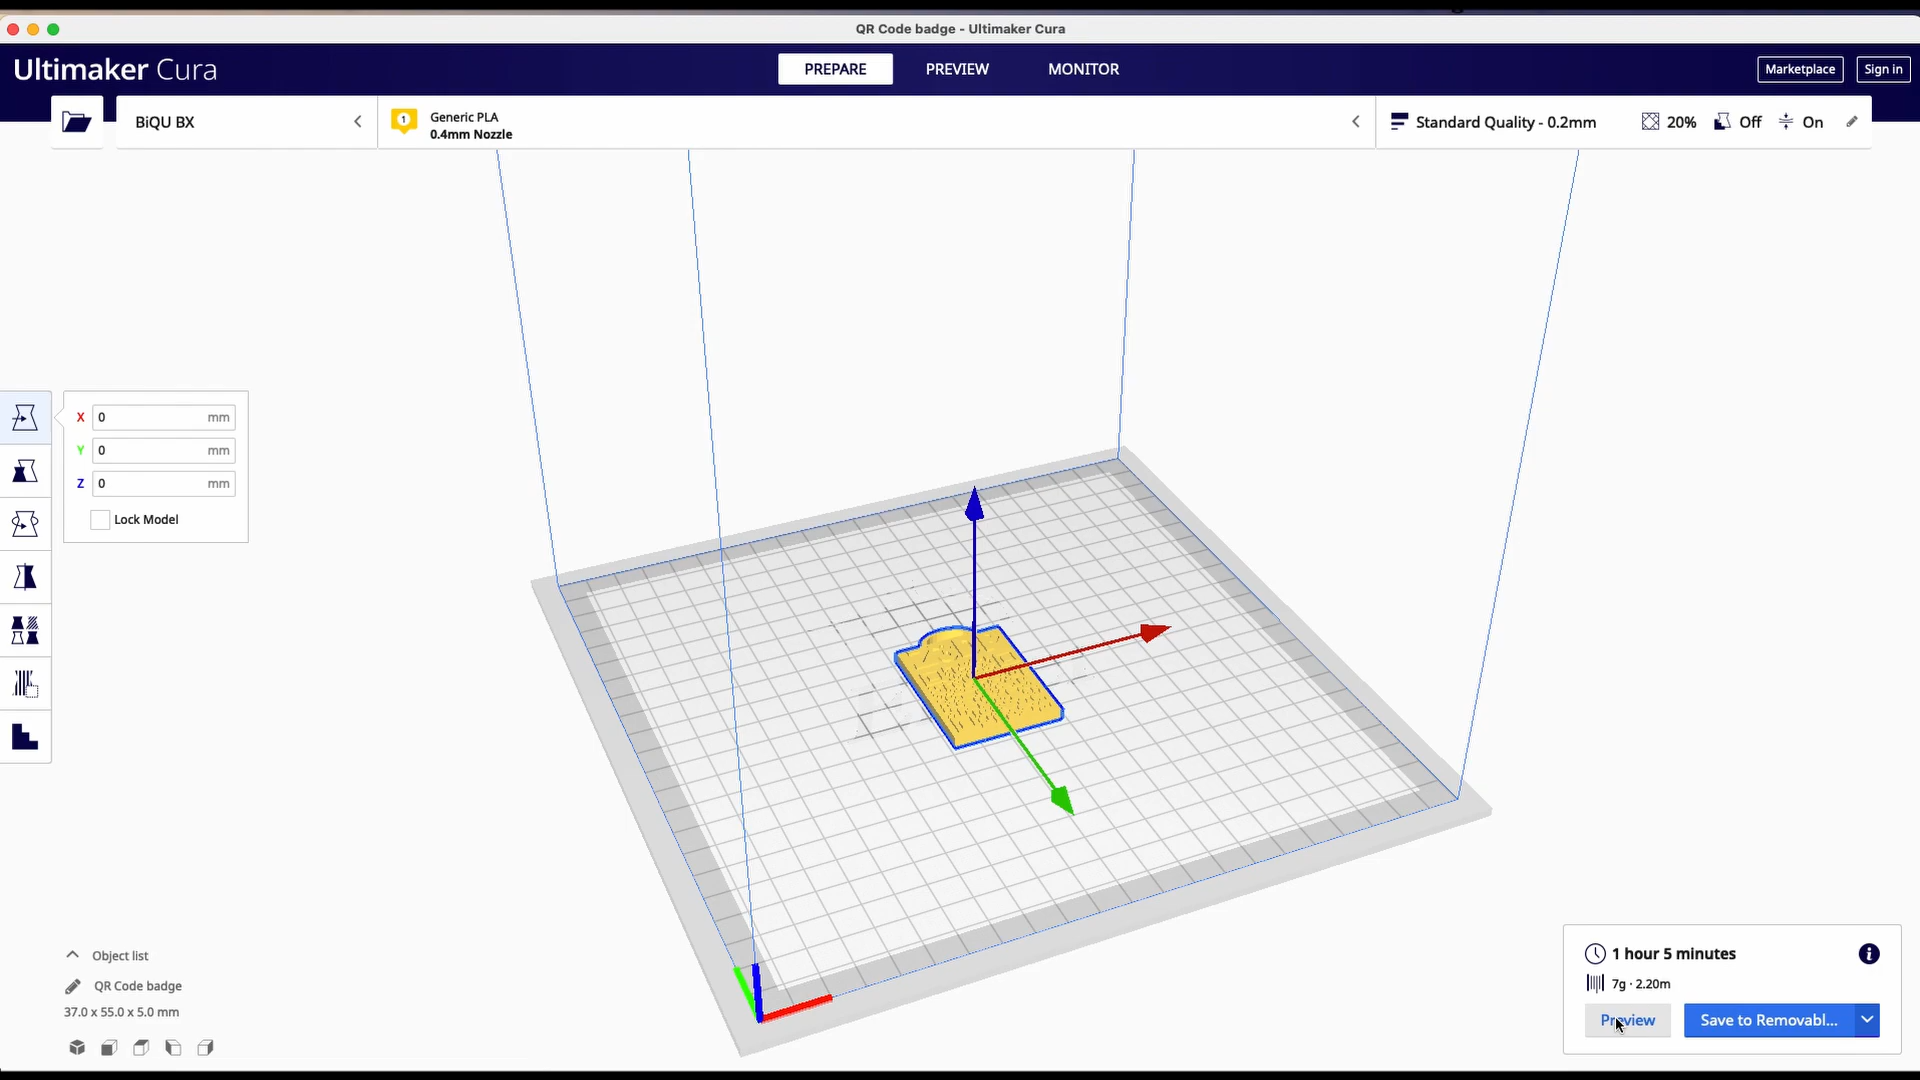 QR Code badge - Ultimaker Cura
Ultimaker Cura
PREPARE
PREVIEW
MONITOR
Marketplace
Sign in
BiQU BX
1
Generic PLA
0.4mm Nozzle
Standard Quality - 0.2mm
20%
Off
On
X 0 mm
Y 0 mm
Z 0 mm
Lock Model
Object list
QR Code badge
37.0 x 55.0 x 5.0 mm
1 hour 5 minutes
7g · 2.20m
Preview
Save to Removabl...